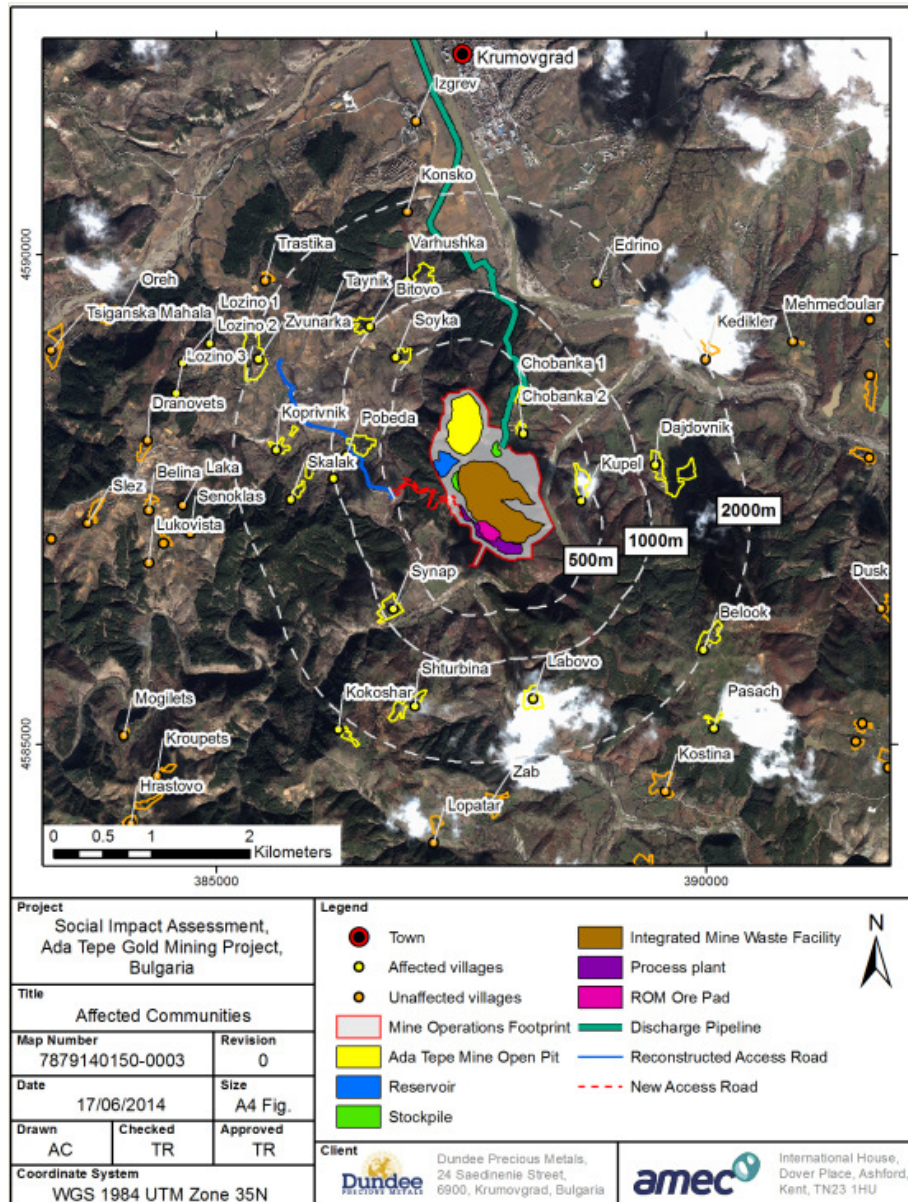 Krumovgrad
Izgrev
Konsko
Varhushka
Edrino
Trastika
4590000
4590000
Oreh
Taynik
Bitovo
Lozino 1
Tsiganska Mahala
Mehmedoular
Kedikler
Lozino 2
Zvunarka
Soyka
Lozino 3
Chobanka 1
Chobanka 2
Dranovets
Koprivnik
Pobeda
Dajdovnik
Skalak
Kupel
Belina
Laka
Slez
Senoklas
Lukovista
2000m
1000m
500m
Synap
Dusk
Belook
Shturbina
Labovo
Kokoshar
Pasach
Mogilets
4585000
4585000
Kroupets
Kostina
Zab
Hrastovo
Lopatar
0 0.5 1 2
Kilometers
385000
390000
Project
Social Impact Assessment,
Ada Tepe Gold Mining Project,
Bulgaria
Title
Affected Communities
Map Number
Revision
7879140150-0003
0
Date
Size
17/06/2014
A4 Fig.
Drawn
Checked
Approved
AC
TR
TR
Coordinate System
WGS 1984 UTM Zone 35N
Legend
N
Town
Affected villages
Unaffected villages
Mine Operations Footprint
Ada Tepe Mine Open Pit
Reservoir
Stockpile
Integrated Mine Waste Facility
Process plant
ROM Ore Pad
Discharge Pipeline
Reconstructed Access Road
New Access Road
Client
Dundee
PRECIOUS METALS
Dundee Precious Metals,
24 Saedinenie Street,
6900, Krumovgrad, Bulgaria
amec
International House,
Dover Place, Ashford,
Kent, TN23 1HU